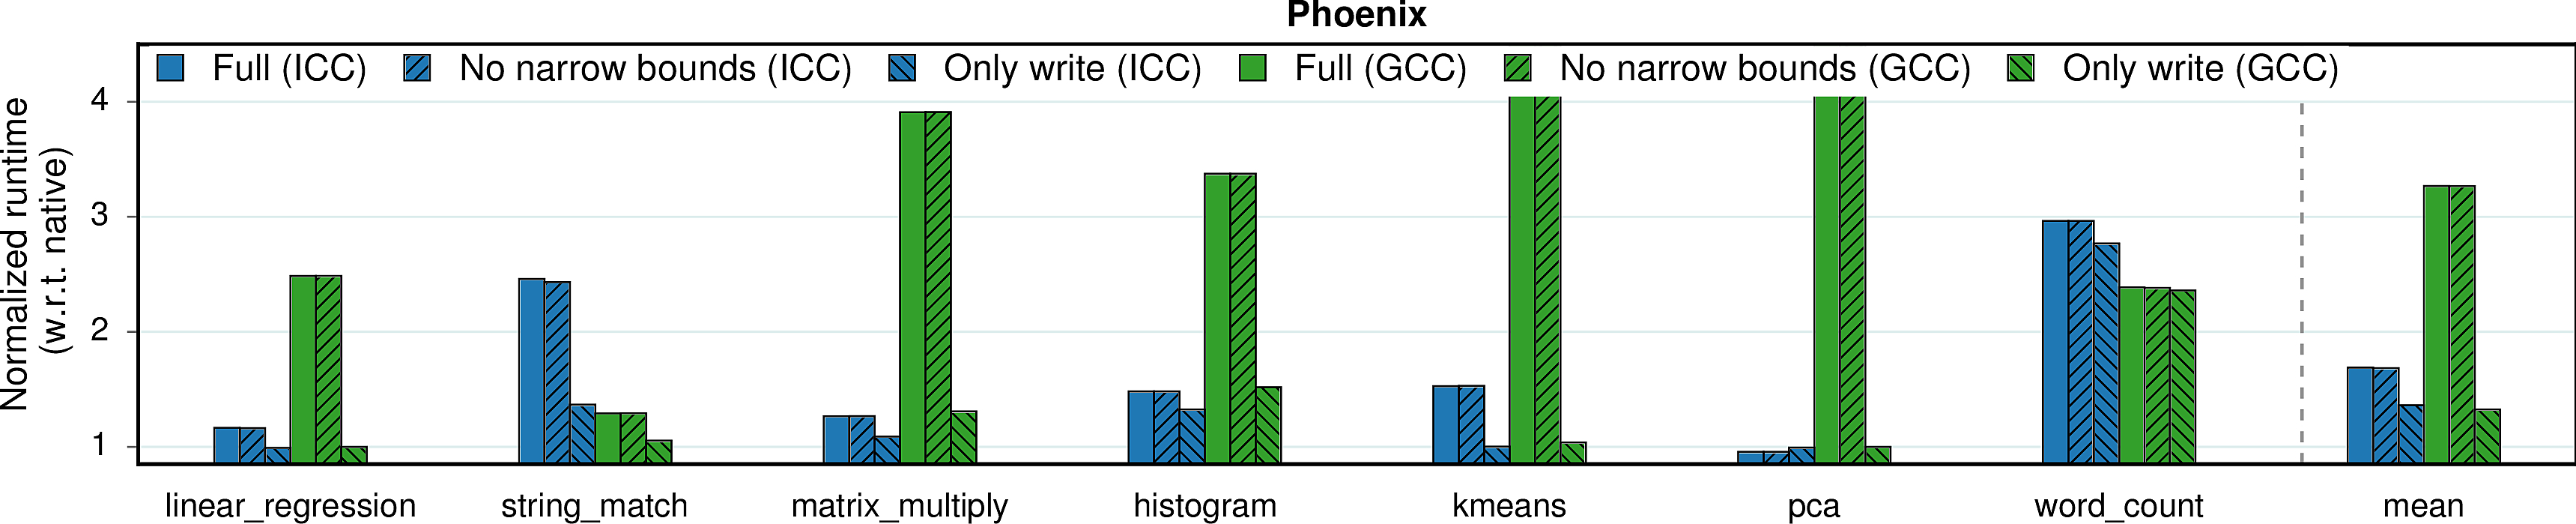 Phoenix
Full (ICC) No narrow bounds (ICC) Only write (ICC) Full (GCC) No narrow bounds (GCC) Only write (GCC)
Normalized runtime
(w.r.t. native)
4
3
2
1
linear_regression string_match matrix_multiply histogram kmeans pca word_count mean